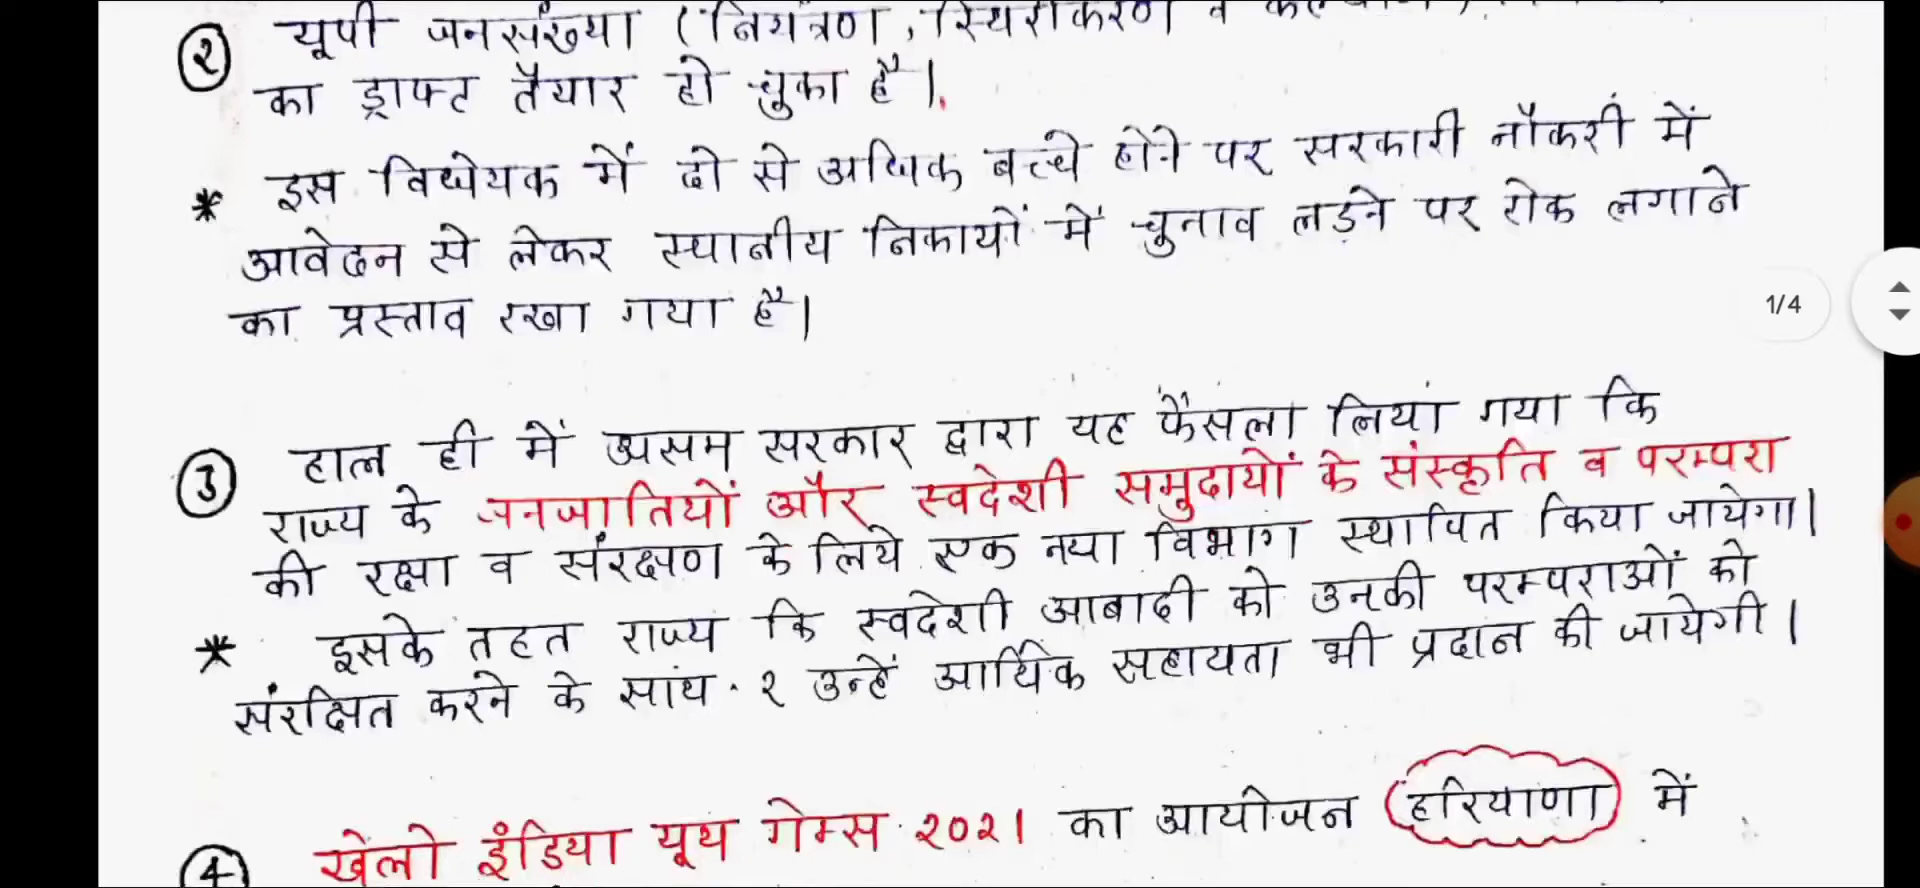 ② यूपी जनसंख्या (नियंत्रण, स्थिरीकरण व
का ड्राफ्ट तैयार हो चुका है।
* इस विधेयक में दो से अधिक बच्चे होने पर सरकारी नौकरी में
आवेदन से लेकर स्थानीय निकायों में चुनाव लड़ने पर रोक लगाने
का प्रस्ताव रखा गया है।
1/4
③ हाल ही में असम सरकार द्वारा यह फैसला लिया गया कि
राज्य के जनजातियों और स्वदेशी समुदायों के संस्कृति व परम्परा
की रक्षा व संरक्षण के लिये एक नया विभाग स्थापित किया जायेगा।
* इसके तहत राज्य कि स्वदेशी आबादी को उनकी परम्पराओं को
संरक्षित करने के साथ.२ उन्हें आर्थिक सहायता भी प्रदान की जायेगी।
④ खेलो इंडिया यूथ गेम्स २०२१ का आयोजन हरियाणा में